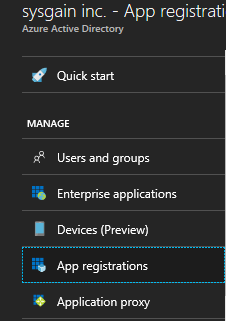 sysgain inc. - App registrati
Azure Active Directory
Quick start
MANAGE
Users and groups
Enterprise applications
Devices (Preview)
App registrations
Application proxy